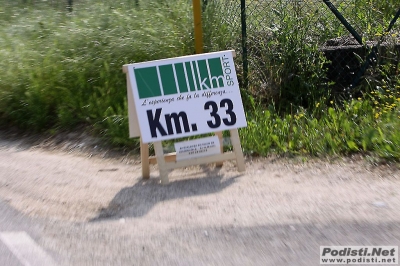 km SPORT
L'esperienza che fa la differenza...
Km. 33
Podisti.Net
www.podisti.net